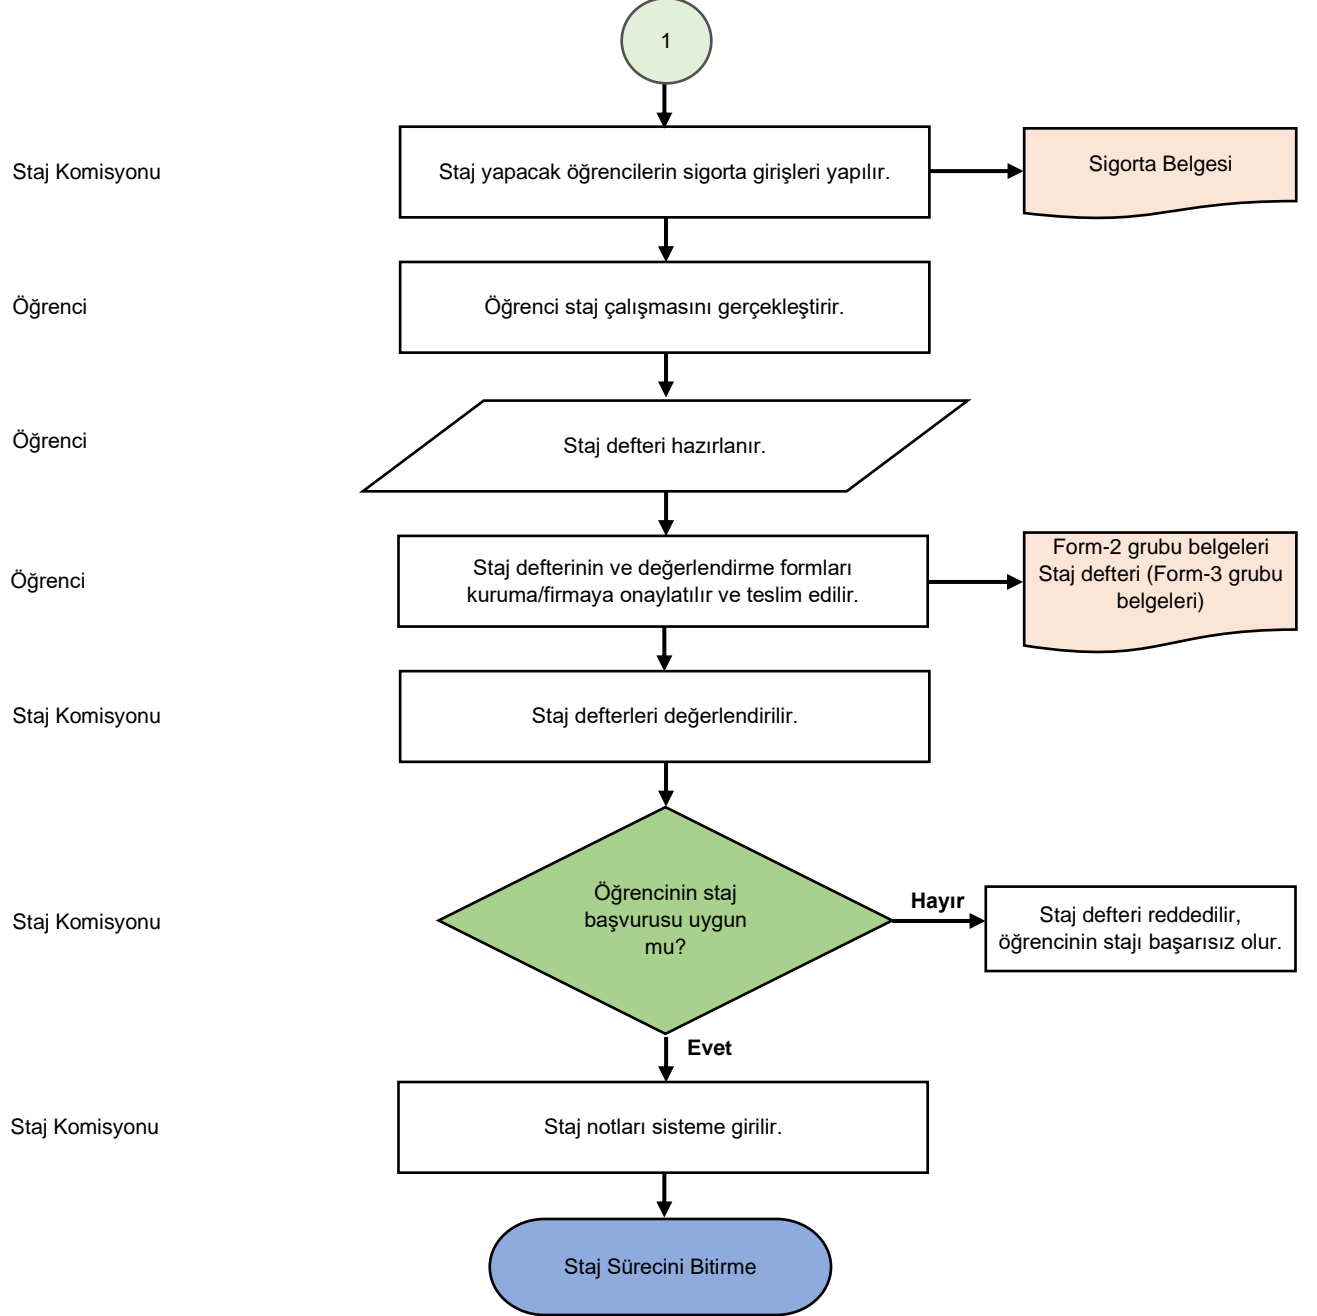 1
Staj Komisyonu
Staj yapacak öğrencilerin sigorta girişleri yapılır.
Sigorta Belgesi
Öğrenci
Öğrenci staj çalışmasını gerçekleştirir.
Öğrenci
Staj defteri hazırlanır.
Öğrenci
Staj defterinin ve değerlendirme formları
kuruma/firmaya onaylatılır ve teslim edilir.
Form-2 grubu belgeleri
Staj defteri (Form-3 grubu
belgeleri)
Staj Komisyonu
Staj defterleri değerlendirilir.
Staj Komisyonu
Öğrencinin staj
başvurusu uygun
mu?
Hayır
Staj defteri reddedilir,
öğrencinin stajı başarısız olur.
Evet
Staj Komisyonu
Staj notları sisteme girilir.
Staj Sürecini Bitirme